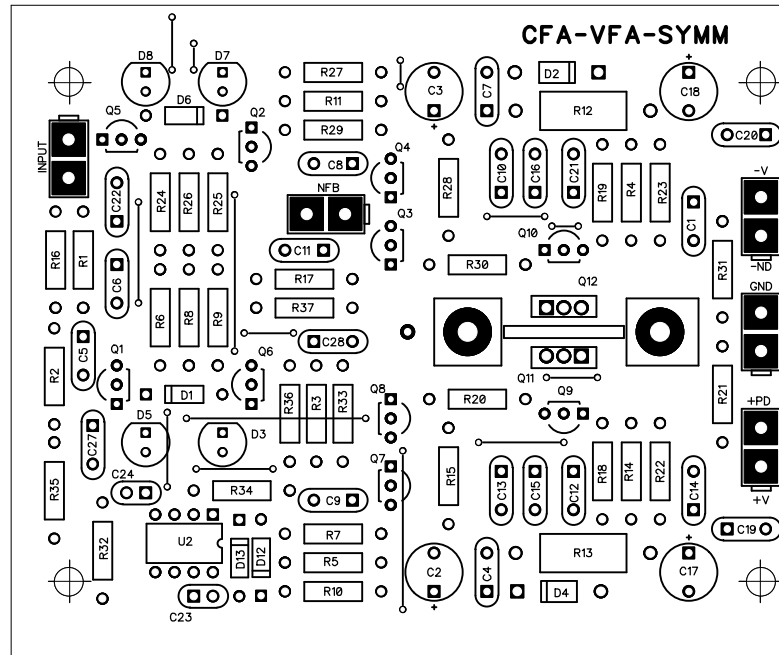 CFA-VFA-SYMM
D8
D7
D6
Q5
Q2
R27
R11
R29
C3
+
C7
D2
R12
+
C18
C20
INPUT
C8
Q4
C22
R24
R26
R25
NFB
R28
C10
C16
C21
R19
R4
R23
-V
Q3
C1
Q10
R16
R1
C6
C11
R17
R30
R31
-ND
Q12
GND
R37
C28
R6
R8
R9
C5
R2
Q1
D1
Q6
Q8
Q11
Q9
R20
R21
R36
R3
R33
+PD
C27
D5
D3
Q7
R15
C13
C15
C12
R18
R14
R22
C14
+V
R35
C24
R34
C9
C19
R32
U2
D13
D12
R7
R5
R10
C2
+
C4
D4
R13
+
C17
C23